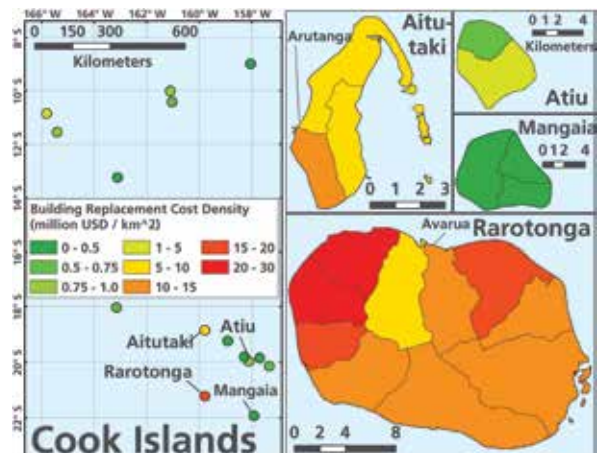 166° W 164° W 162° W 160° W 158° W
8° S
0 150 300 600
Kilometers
10° S
12° S
14° S
Building Replacement Cost Density
(million USD / km^2)
0 - 0.5
0.5 - 0.75
0.75 - 1.0
1 - 5
5 - 10
10 - 15
15 - 20
20 - 30
16° S
18° S
Aitutaki
Atiu
20° S
Rarotonga
Mangaia
22° S
Cook Islands
Aitu-
taki
Arutanga
0 1 2 3
0 1 2 4
Kilometers
Atiu
Mangaia
0 1 2 4
Rarotonga
Avarua
0 2 4 8